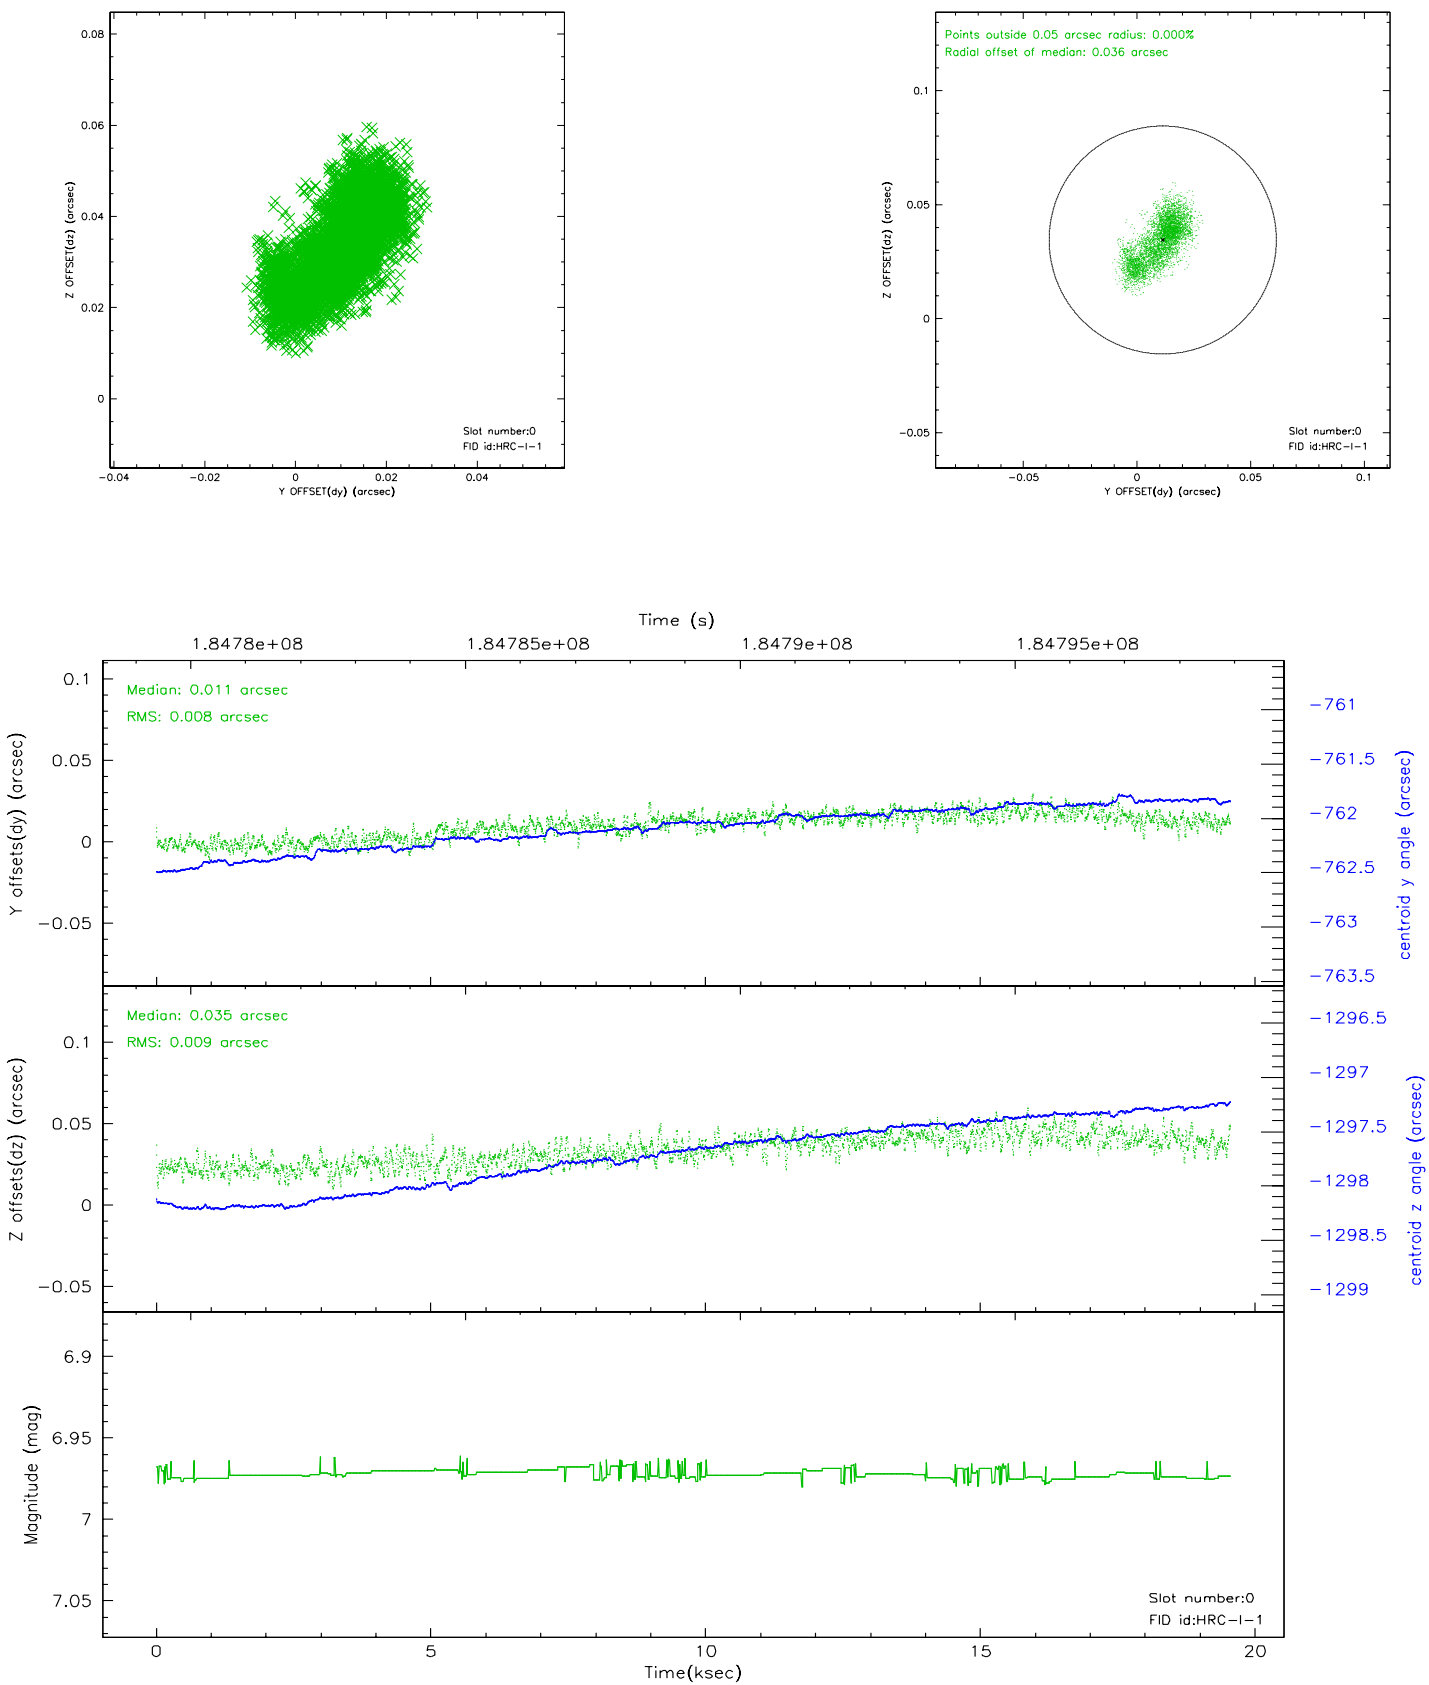 0.08
0.06
0.04
0.02
0
Z OFFSET(dz) (arcsec)
Slot number:0
FID id:HRC-I-1
-0.04
-0.02
0
0.02
0.04
Y OFFSET(dy) (arcsec)
Points outside 0.05 arcsec radius: 0.000%
Radial offset of median: 0.036 arcsec
0.1
0.05
0
-0.05
Z OFFSET(dz) (arcsec)
Slot number:0
FID id:HRC-I-1
-0.05
0
0.05
0.1
Y OFFSET(dy) (arcsec)
Time (s)
1.8478e+08
1.84785e+08
1.8479e+08
1.84795e+08
Median: 0.011 arcsec
RMS: 0.008 arcsec
0.1
0.05
0
-0.05
Y offsets(dy) (arcsec)
-761
-761.5
-762
-762.5
-763
-763.5
centroid y angle (arcsec)
Median: 0.035 arcsec
RMS: 0.009 arcsec
0.1
0.05
0
-0.05
Z offsets(dz) (arcsec)
-1296.5
-1297
-1297.5
-1298
-1298.5
-1299
centroid z angle (arcsec)
6.9
6.95
7
7.05
Magnitude (mag)
Slot number:0
FID id:HRC-I-1
0
5
10
15
20
Time(ksec)